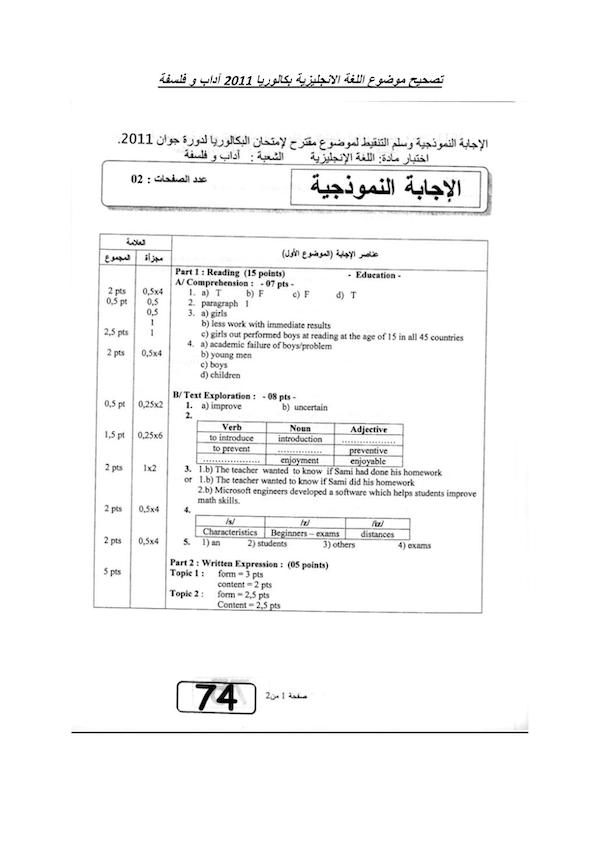 تصحيح موضوع اللغة الانجليزية بكالوريا 2011 آداب و فلسفة
الإجابة النموذجية وسلم التنقيط لموضوع مقترح لإمتحان البكالوريا لدورة جوان 2011.
اختبار مادة: اللغة الإنجليزية الشعبة : آداب و فلسفة
الإجابة النموذجية
عدد الصفحات : 02
العلامة
عناصر الإجابة (الموضوع الأول)
المجموع مجزأة
Part 1 : Reading (15 points) - Education -
A/ Comprehension : - 07 pts -
2 pts 0,5x4 1. a) T b) F c) F d) T
0,5 pt 0,5 2. paragraph 1
0,5 3. a) girls
1 b) less work with immediate results
2,5 pts 1 c) girls out performed boys at reading at the age of 15 in all 45 countries
4. a) academic failure of boys/problem
2 pts 0,5x4 b) young men
c) boys
d) children
B/ Text Exploration : - 08 pts -
0,5 pt 0,25x2 1. a) improve b) uncertain
2.
Verb Noun Adjective
to introduce introduction ..................
1,5 pt 0,25x6 to prevent ............... preventive
................... enjoyment enjoyable
2 pts 1x2 3. 1.b) The teacher wanted to know if Sami had done his homework
or 1.b) The teacher wanted to know if Sami did his homework
2.b) Microsoft engineers developed a software which helps students improve
math skills.
2 pts 0,5x4 4.
/s/ /z/ /iz/
Characteristics Beginners – exams distances
2 pts 0,5x4 5. 1) an 2) students 3) others 4) exams
Part 2 : Written Expression : (05 points)
5 pts Topic 1 : form = 3 pts
content = 2 pts
Topic 2 : form = 2,5 pts
Content = 2,5 pts
74
صفحة 1 من 2